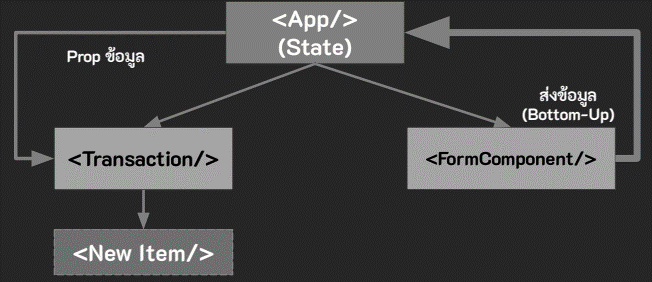 <App/>
(State)
Prop ข้อมูล
ส่งข้อมูล
(Bottom-Up)
<Transaction/>
<FormComponent/>
<New Item/>